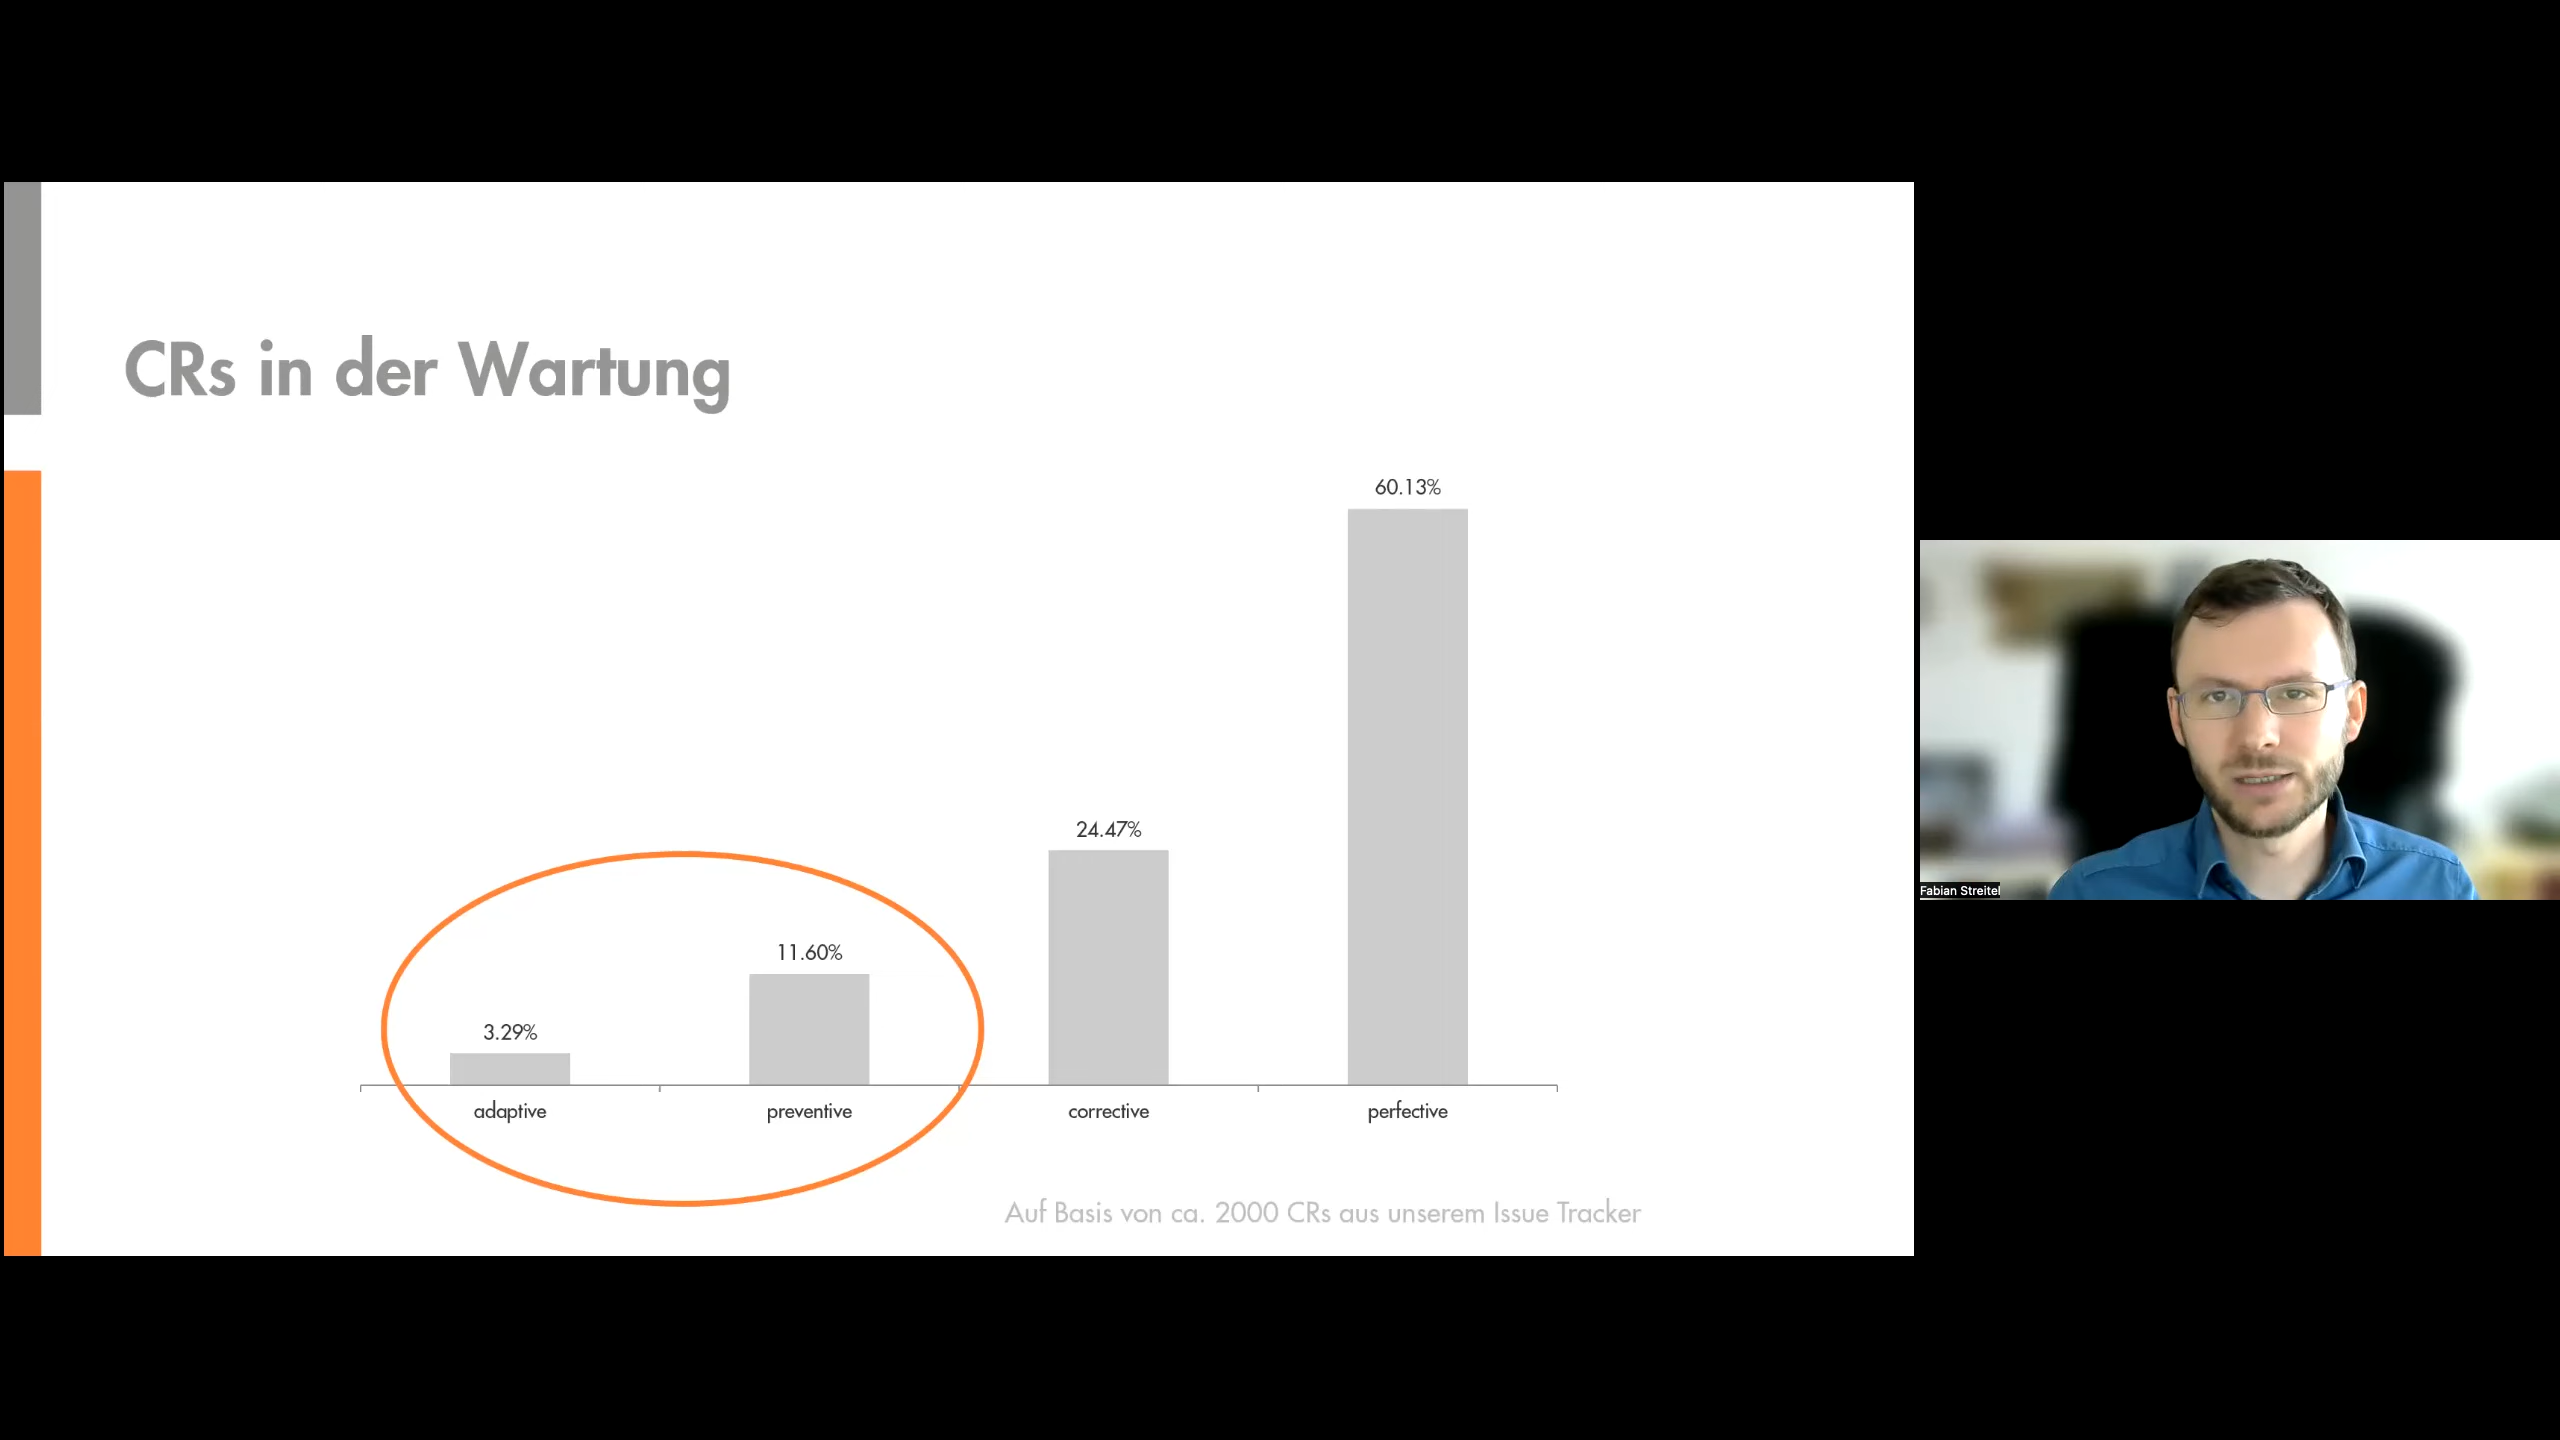 CRs in der Wartung
60.13%
24.47%
11.60%
3.29%
adaptive
preventive
corrective
perfective
Auf Basis von ca. 2000 CRs aus unserem Issue Tracker
Fabian Streitel